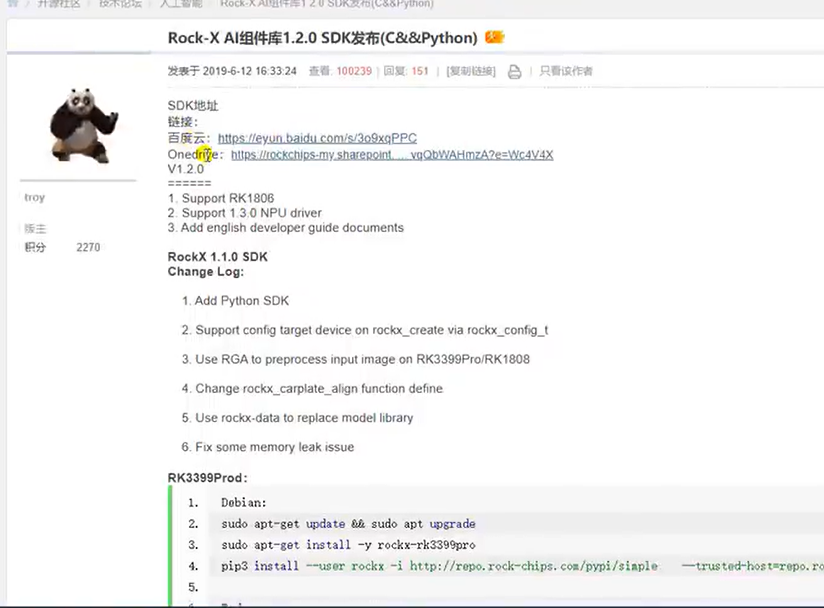 开源社区 〉 技术论坛 〉 人工智能 〉 Rock-X AI组件库1.2.0 SDK发布(C&&Python)
Rock-X AI组件库1.2.0 SDK发布(C&&Python)
发表于 2019-6-12 16:33:24 查看: 100239 | 回复: 151 | [复制链接] | 只看该作者
SDK地址
链接:
百度云: https://eyun.baidu.com/s/3o9xqPPC
Onedrive: https://rockchips-my.sharepoint. ... vqQbWAHmzA?e=Wc4V4X
V1.2.0
======
troy
1. Support RK1806
2. Support 1.3.0 NPU driver
3. Add english developer guide documents
版主
积分 2270
RockX 1.1.0 SDK
Change Log:
1. Add Python SDK
2. Support config target device on rockx_create via rockx_config_t
3. Use RGA to preprocess input image on RK3399Pro/RK1808
4. Change rockx_carplate_align function define
5. Use rockx-data to replace model library
6. Fix some memory leak issue
RK3399Prod:
1. Debian:
2. sudo apt-get update && sudo apt upgrade
3. sudo apt-get install -y rockx-rk3399pro
4. pip3 install --user rockx -i http://repo.rock-chips.com/pypi/simple --trusted-host=repo.ro
5.